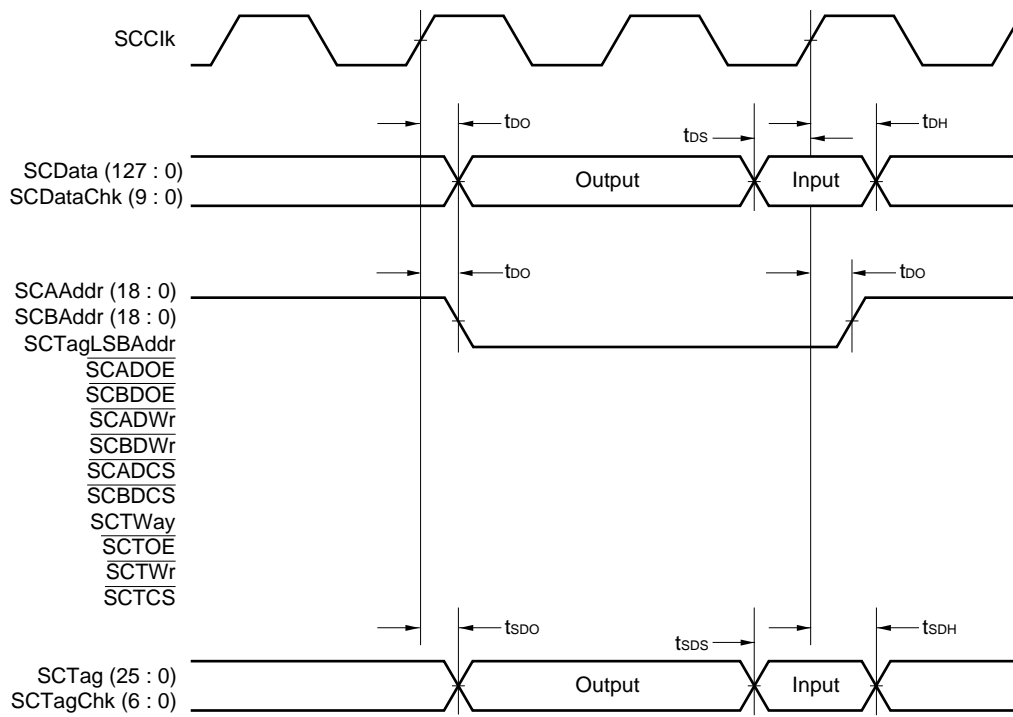 SCClk
tDO
tDS
tDH
SCData (127 : 0)
SCDataChk (9 : 0)
Output
Input
tDO
tDO
SCAAddr (18 : 0)
SCBAddr (18 : 0)
SCTagLSBAddr
SCADOE
SCBDOE
SCADWr
SCBDWr
SCADCS
SCBDCS
SCTWay
SCTOE
SCTWr
SCTCS
tSDO
tSDS
tSDH
SCTag (25 : 0)
SCTagChk (6 : 0)
Output
Input